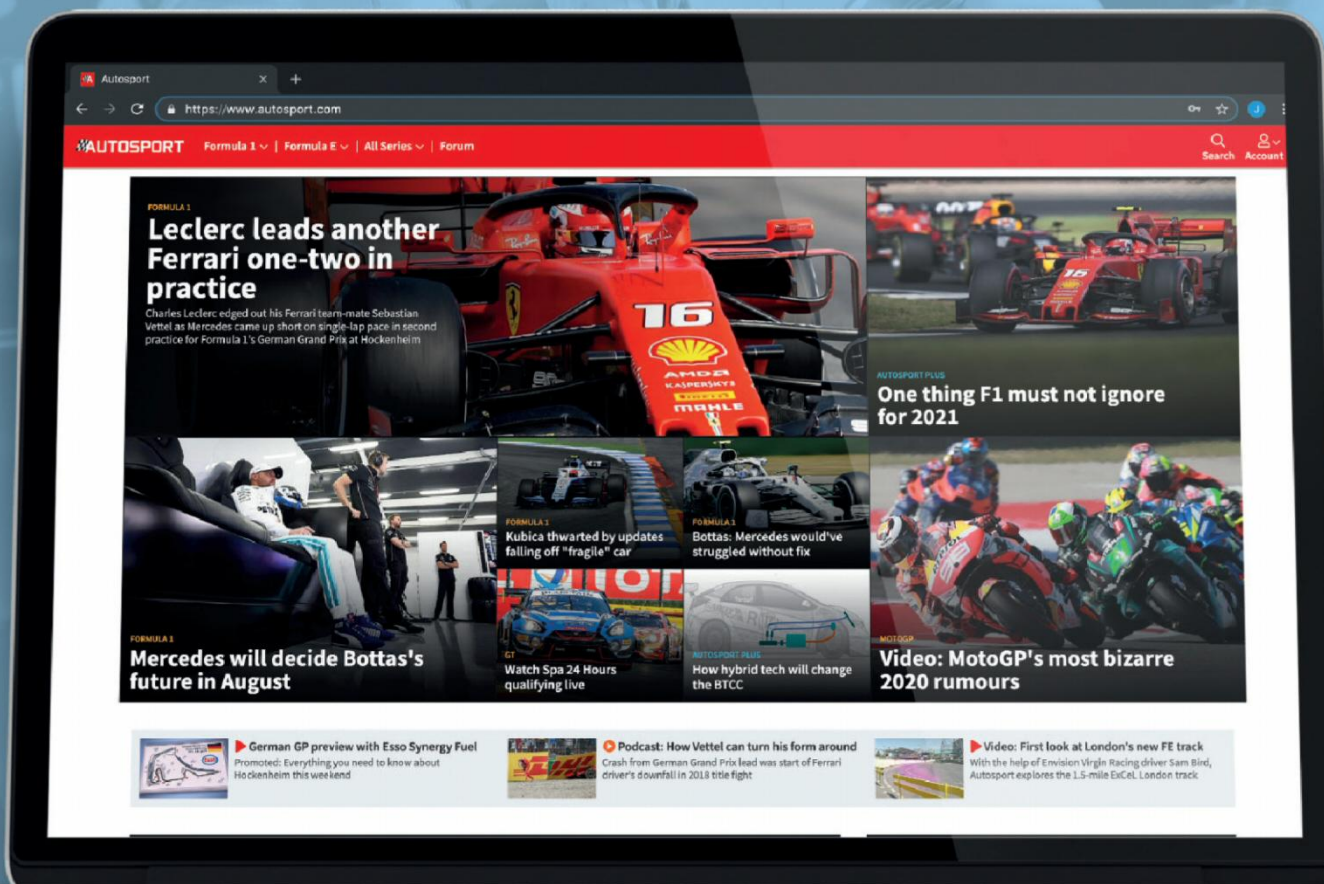 Autosport
https://www.autosport.com
J
AUTOSPORT
Formula 1 | Formula E | All Series | Forum
Search Account
FORMULA 1
Leclerc leads another
Ferrari one-two in
practice
Charles Leclerc edged out his Ferrari team-mate Sebastian
Vettel as Mercedes came up short on single-lap pace in second
practice for Formula 1's German Grand Prix at Hockenheim
Ray-Ban
16
AMD
KASPERSKY
MAHLE
16
AUTOSPORT PLUS
One thing F1 must not ignore
for 2021
FORMULA 1
Mercedes will decide Bottas's
future in August
FORMULA 1
Kubica thwarted by updates
falling off "fragile" car
FORMULA 1
Bottas: Mercedes would've
struggled without fix
GT
Watch Spa 24 Hours
qualifying live
AUTOSPORT PLUS
How hybrid tech will change
the BTCC
MOTOGP
Video: MotoGP's most bizarre
2020 rumours
German GP preview with Esso Synergy Fuel
Promoted: Everything you need to know about
Hockenheim this weekend
Podcast: How Vettel can turn his form around
Crash from German Grand Prix lead was start of Ferrari
driver's downfall in 2018 title fight
Video: First look at London's new FE track
With the help of Envision Virgin Racing driver Sam Bird,
Autosport explores the 1.5-mile ExCeL London track